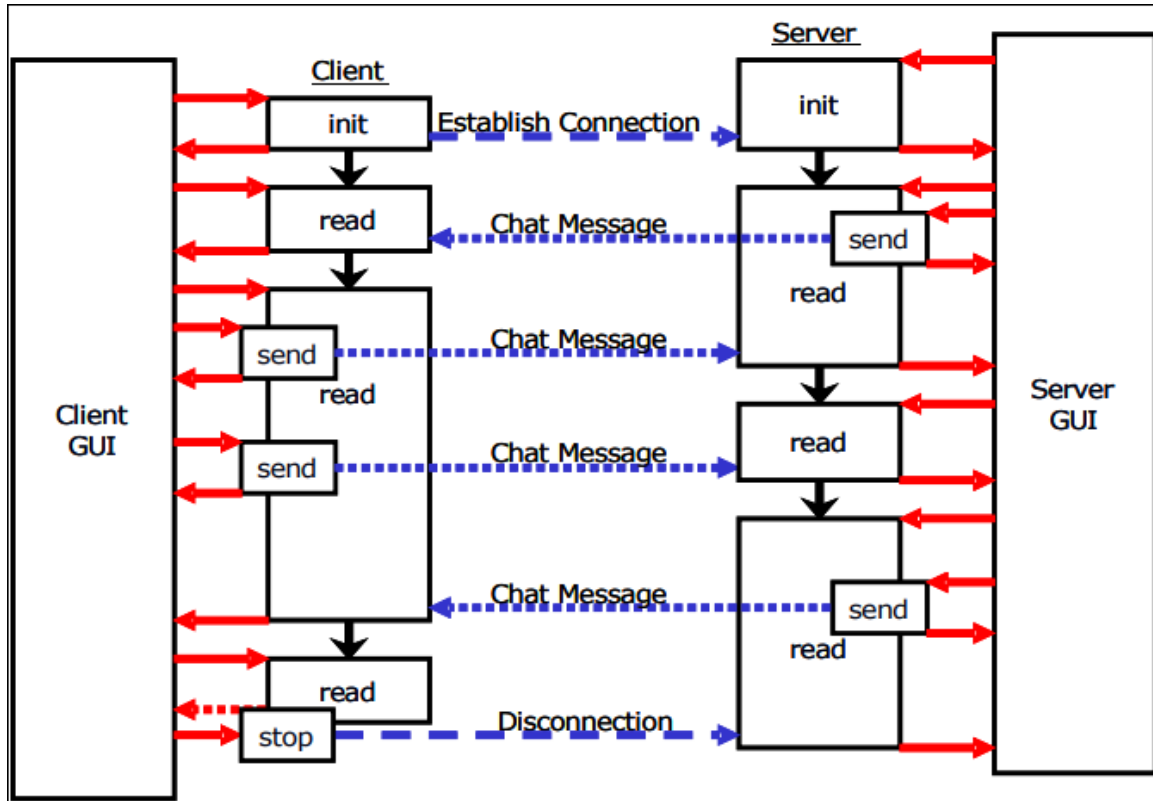 Server
Client
init
init
Establish Connection
read
Chat Message
send
read
Chat Message
send
read
Client
GUI
Server
GUI
send
Chat Message
read
Chat Message
send
read
read
Disconnection
stop